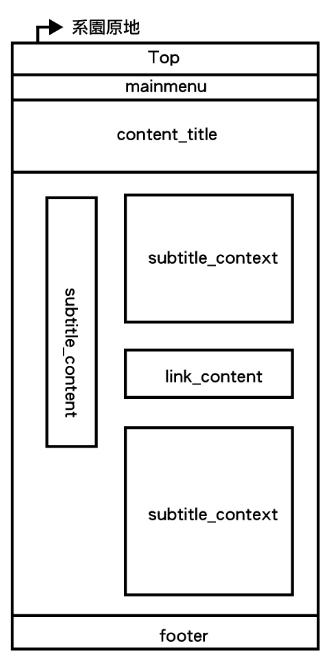 系園原地
Top
mainmenu
content_title
subtitle_context
subtitle_content
link_content
subtitle_context
footer